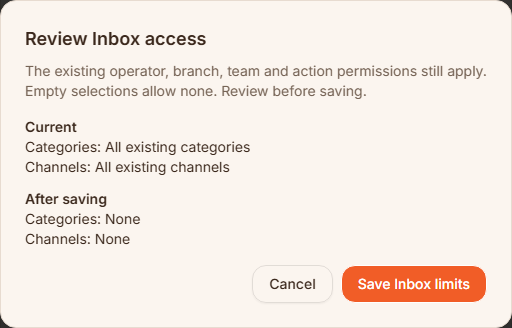 Review Inbox access
The existing operator, branch, team and action permissions still apply.
Empty selections allow none. Review before saving.
Current
Categories: All existing categories
Channels: All existing channels
After saving
Categories: None
Channels: None
Cancel
Save Inbox limits